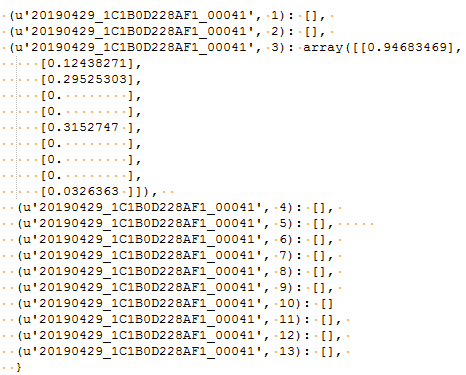 (u'20190429_1C1B0D228AF1_00041', 1): [],
(u'20190429_1C1B0D228AF1_00041', 2): [],
(u'20190429_1C1B0D228AF1_00041', 3): array([[0.94683469],
[0.12438271],
[0.29525303],
[0.        ],
[0.        ],
[0.3152747 ],
[0.        ],
[0.        ],
[0.        ],
[0.0326363 ]]),
(u'20190429_1C1B0D228AF1_00041', 4): [],
(u'20190429_1C1B0D228AF1_00041', 5): [],
(u'20190429_1C1B0D228AF1_00041', 6): [],
(u'20190429_1C1B0D228AF1_00041', 7): [],
(u'20190429_1C1B0D228AF1_00041', 8): [],
(u'20190429_1C1B0D228AF1_00041', 9): [],
(u'20190429_1C1B0D228AF1_00041', 10): []
(u'20190429_1C1B0D228AF1_00041', 11): [],
(u'20190429_1C1B0D228AF1_00041', 12): [],
(u'20190429_1C1B0D228AF1_00041', 13): [],
}